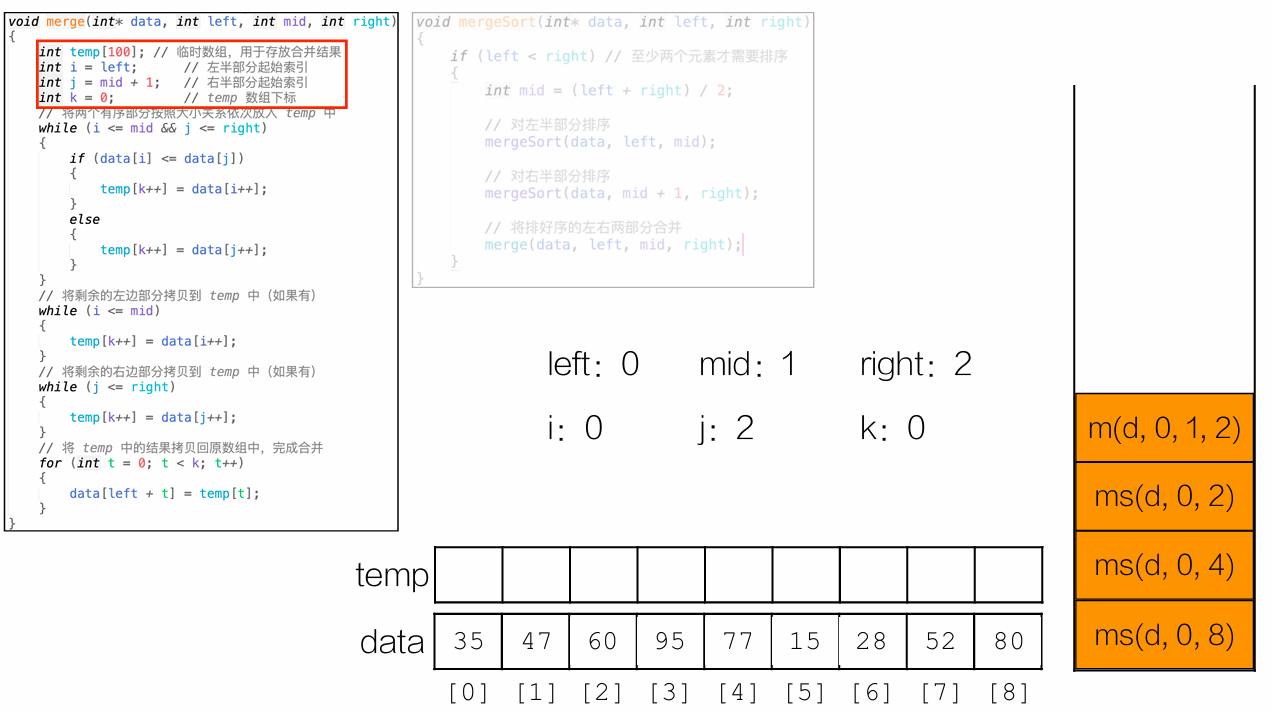 void merge(int* data, int left, int mid, int right)
{
int temp[100]; // 临时数组，用于存放合并结果
int i = left; // 左半部分起始索引
int j = mid + 1; // 右半部分起始索引
int k = 0; // temp 数组下标
// 将两个有序部分按照大小关系依次放入 temp 中
while (i <= mid && j <= right)
{
if (data[i] <= data[j])
{
temp[k++] = data[i++];
}
else
{
temp[k++] = data[j++];
}
}
// 将剩余的左边部分拷贝到 temp 中（如果有）
while (i <= mid)
{
temp[k++] = data[i++];
}
// 将剩余的右边部分拷贝到 temp 中（如果有）
while (j <= right)
{
temp[k++] = data[j++];
}
// 将 temp 中的结果拷贝回原数组中，完成合并
for (int t = 0; t < k; t++)
{
data[left + t] = temp[t];
}
}
void mergeSort(int* data, int left, int right)
{
if (left < right) // 至少两个元素才需要排序
{
int mid = (left + right) / 2;
// 对左半部分排序
mergeSort(data, left, mid);
// 对右半部分排序
mergeSort(data, mid + 1, right);
// 将排好序的左右两部分合并
merge(data, left, mid, right);
}
}
left: 0 mid: 1 right: 2
i: 0 j: 2 k: 0
m(d, 0, 1, 2)
ms(d, 0, 2)
ms(d, 0, 4)
ms(d, 0, 8)
temp
data 35 47 60 95 77 15 28 52 80
[0] [1] [2] [3] [4] [5] [6] [7] [8]